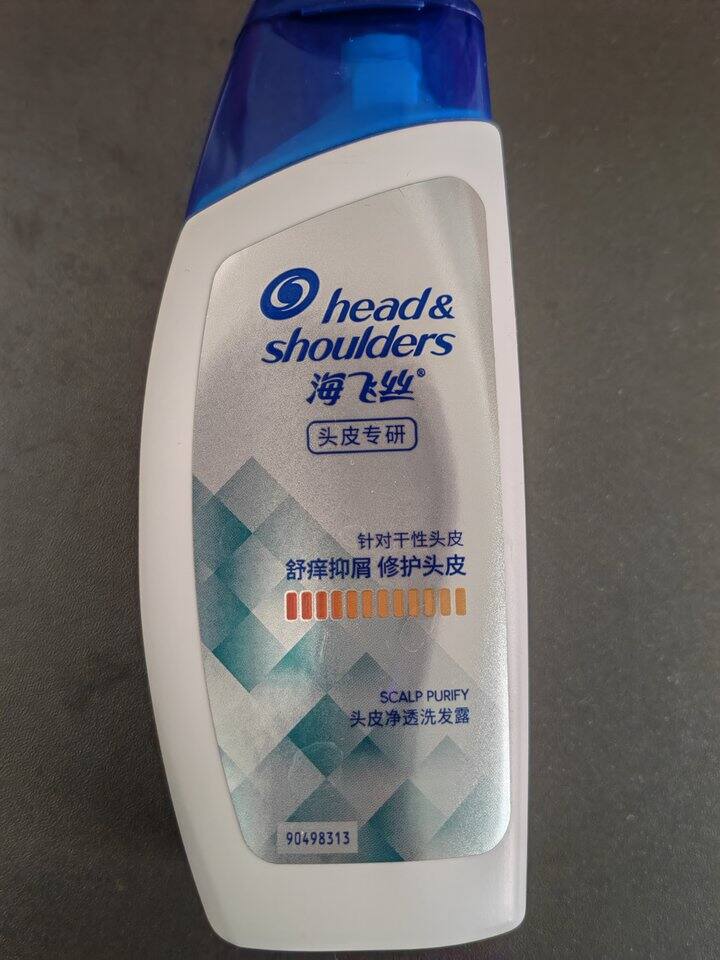 head &
shoulders
海飞丝®
头皮专研
针对干性头皮
舒痒抑屑 修护头皮
SCALP PURIFY
头皮净透洗发露
90498313